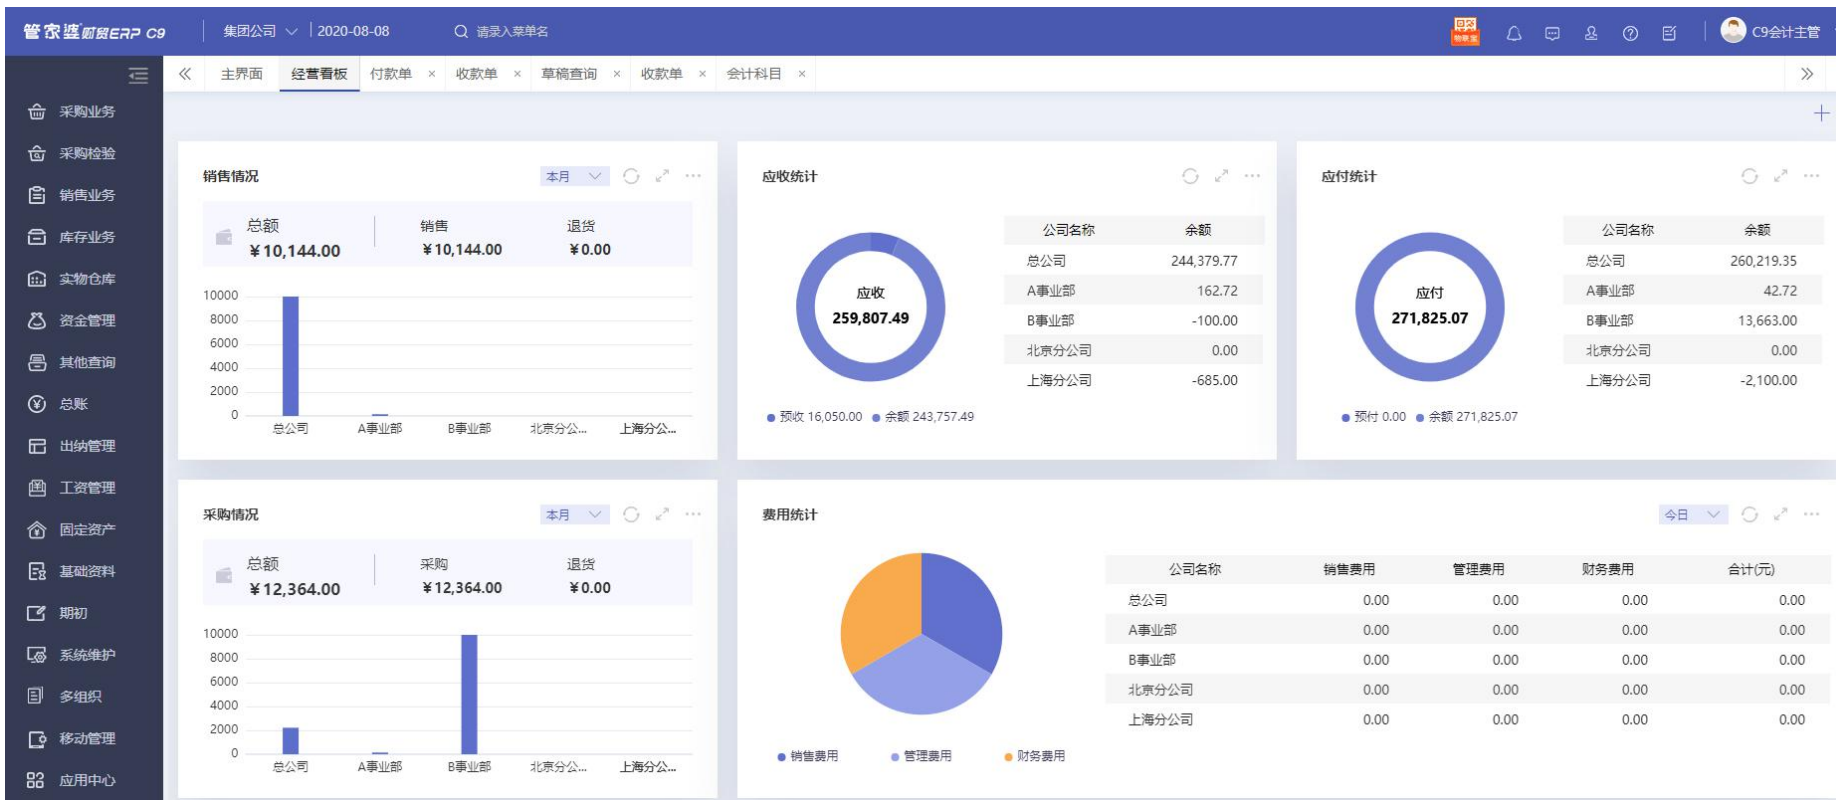 管家婆财贸ERP C9
集团公司 2020-08-08 请录入菜单名 物联宝 C9会计主管
主界面 经营看板 付款单 × 收款单 × 草稿查询 × 收款单 × 会计科目 ×
采购业务
采购检验
销售业务
库存业务
实物仓库
资金管理
其他查询
总账
出纳管理
工资管理
固定资产
基础资料
期初
系统维护
多组织
移动管理
应用中心
销售情况 本月
总额 销售 退货
¥10,144.00 ¥10,144.00 ¥0.00
10000
8000
6000
4000
2000
0
总公司 A事业部 B事业部 北京分公... 上海分公...
应收统计
应收
259,807.49
公司名称 余额
总公司 244,379.77
A事业部 162.72
B事业部 -100.00
北京分公司 0.00
上海分公司 -685.00
预收 16,050.00 余额 243,757.49
应付统计
应付
271,825.07
公司名称 余额
总公司 260,219.35
A事业部 42.72
B事业部 13,663.00
北京分公司 0.00
上海分公司 -2,100.00
预付 0.00 余额 271,825.07
采购情况 本月
总额 采购 退货
¥12,364.00 ¥12,364.00 ¥0.00
10000
8000
6000
4000
2000
0
总公司 A事业部 B事业部 北京分公... 上海分公...
费用统计 今日
销售费用 管理费用 财务费用
公司名称 销售费用 管理费用 财务费用 合计(元)
总公司 0.00 0.00 0.00 0.00
A事业部 0.00 0.00 0.00 0.00
B事业部 0.00 0.00 0.00 0.00
北京分公司 0.00 0.00 0.00 0.00
上海分公司 0.00 0.00 0.00 0.00